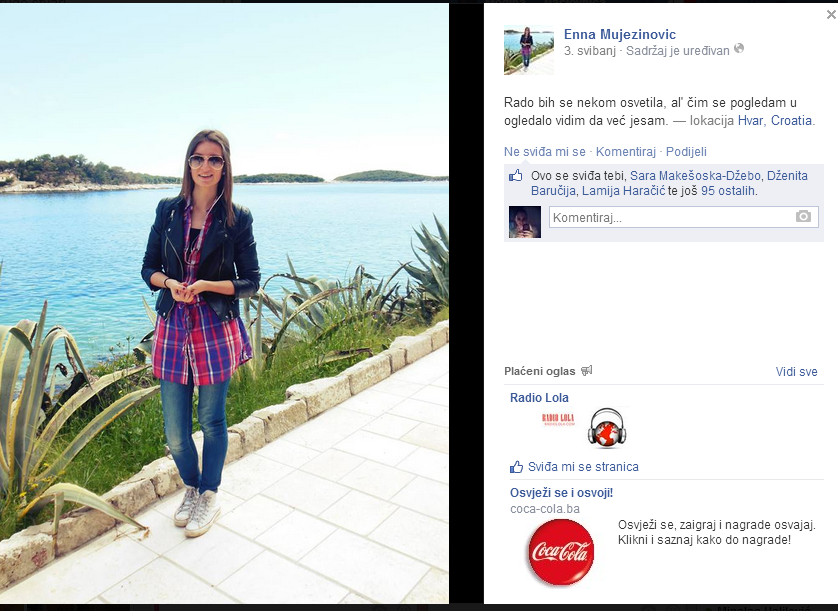 Enna Mujezinovic
3. svibanj · Sadržaj je uređivan
Rado bih se nekom osvetila, al' čim se pogledam u
ogledalo vidim da već jesam. — lokacija Hvar, Croatia.
Ne sviđa mi se · Komentiraj · Podijeli
Ovo se sviđa tebi, Sara Makešoska-Džebo, Dženita
Baručija, Lamija Haračić te još 95 ostalih.
Komentiraj...
Plaćeni oglas
Vidi sve
Radio Lola
RADIO LOLA
Sviđa mi se stranica
Osvježi se i osvoji!
coca-cola.ba
Osvježi se, zaigraj i nagrade osvajaj.
Klikni i saznaj kako do nagrade!
Coca-Cola